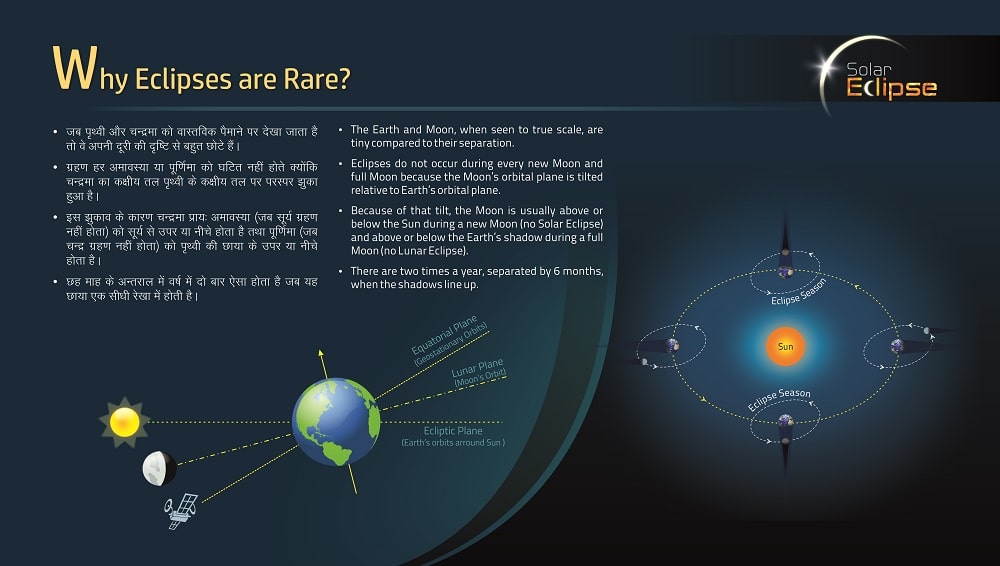 Why Eclipses are Rare?
Solar
Eclipse
• जब पृथ्वी और चन्द्रमा को वास्तविक पैमाने पर देखा जाता है
तो वे अपनी दूरी की दृष्टि से बहुत छोटे हैं।
• ग्रहण हर अमावस्या या पूर्णिमा को घटित नहीं होते क्योंकि
चन्द्रमा का कक्षीय तल पृथ्वी के कक्षीय तल पर परस्पर झुका
हुआ है।
• इस झुकाव के कारण चन्द्रमा प्रायः अमावस्या (जब सूर्य ग्रहण
नहीं होता) को सूर्य से उपर या नीचे होता है तथा पूर्णिमा (जब
चन्द्र ग्रहण नहीं होता) को पृथ्वी की छाया के उपर या नीचे
होता है।
• छह माह के अन्तराल में वर्ष में दो बार ऐसा होता है जब यह
छाया एक सीधी रेखा में होती है।
• The Earth and Moon, when seen to true scale, are
tiny compared to their separation.
• Eclipses do not occur during every new Moon and
full Moon because the Moon's orbital plane is tilted
relative to Earth's orbital plane.
• Because of that tilt, the Moon is usually above or
below the Sun during a new Moon (no Solar Eclipse)
and above or below the Earth's shadow during a full
Moon (no Lunar Eclipse).
• There are two times a year, separated by 6 months,
when the shadows line up.
Equatorial Plane
(Geostationary Orbits)
Lunar Plane
(Moon's Orbit)
Ecliptic Plane
(Earth's orbits arround Sun )
Eclipse Season
Sun
Eclipse Season